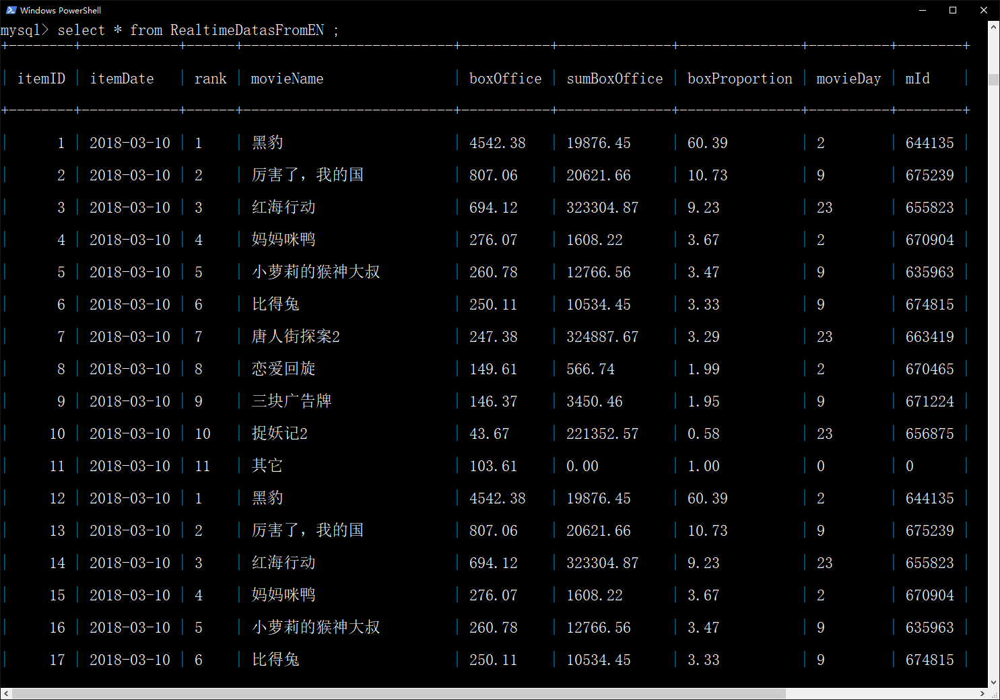 Windows PowerShell
mysql> select * from RealtimeDatasFromEN ;
+--------+------------+------+--------------------------+-----------+--------------+---------------+----------+--------+
| itemID | itemDate | rank | movieName | boxOffice | sumBoxOffice | boxProportion | movieDay | mId |
+--------+------------+------+--------------------------+-----------+--------------+---------------+----------+--------+
| 1 | 2018-03-10 | 1 | 黑豹 | 4542.38 | 19876.45 | 60.39 | 2 | 644135 |
| 2 | 2018-03-10 | 2 | 厉害了，我的国 | 807.06 | 20621.66 | 10.73 | 9 | 675239 |
| 3 | 2018-03-10 | 3 | 红海行动 | 694.12 | 323304.87 | 9.23 | 23 | 655823 |
| 4 | 2018-03-10 | 4 | 妈妈咪鸭 | 276.07 | 1608.22 | 3.67 | 2 | 670904 |
| 5 | 2018-03-10 | 5 | 小萝莉的猴神大叔 | 260.78 | 12766.56 | 3.47 | 9 | 635963 |
| 6 | 2018-03-10 | 6 | 比得兔 | 250.11 | 10534.45 | 3.33 | 9 | 674815 |
| 7 | 2018-03-10 | 7 | 唐人街探案2 | 247.38 | 324887.67 | 3.29 | 23 | 663419 |
| 8 | 2018-03-10 | 8 | 恋爱回旋 | 149.61 | 566.74 | 1.99 | 2 | 670465 |
| 9 | 2018-03-10 | 9 | 三块广告牌 | 146.37 | 3450.46 | 1.95 | 9 | 671224 |
| 10 | 2018-03-10 | 10 | 捉妖记2 | 43.67 | 221352.57 | 0.58 | 23 | 656875 |
| 11 | 2018-03-10 | 11 | 其它 | 103.61 | 0.00 | 1.00 | 0 | 0 |
| 12 | 2018-03-10 | 1 | 黑豹 | 4542.38 | 19876.45 | 60.39 | 2 | 644135 |
| 13 | 2018-03-10 | 2 | 厉害了，我的国 | 807.06 | 20621.66 | 10.73 | 9 | 675239 |
| 14 | 2018-03-10 | 3 | 红海行动 | 694.12 | 323304.87 | 9.23 | 23 | 655823 |
| 15 | 2018-03-10 | 4 | 妈妈咪鸭 | 276.07 | 1608.22 | 3.67 | 2 | 670904 |
| 16 | 2018-03-10 | 5 | 小萝莉的猴神大叔 | 260.78 | 12766.56 | 3.47 | 9 | 635963 |
| 17 | 2018-03-10 | 6 | 比得兔 | 250.11 | 10534.45 | 3.33 | 9 | 674815 |